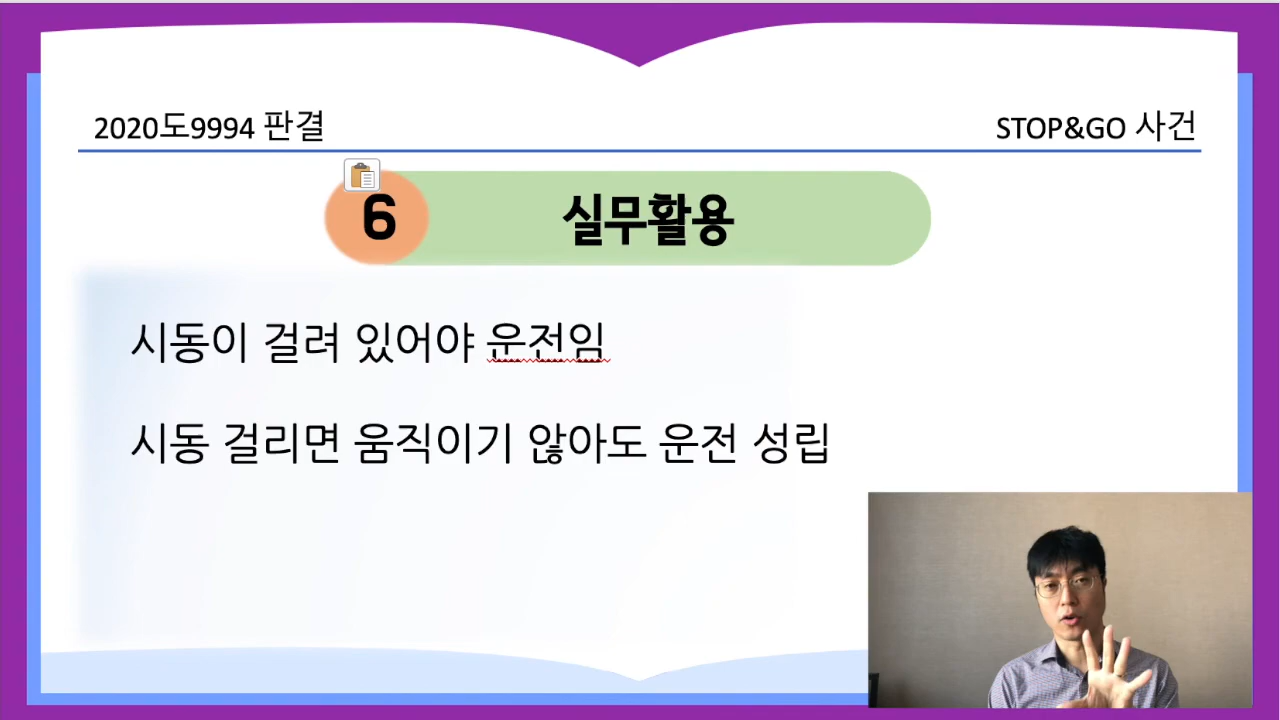 2020도9994 판결
STOP&GO 사건
6
실무활용
시동이 걸려 있어야 운전임
시동 걸리면 움직이기 않아도 운전 성립